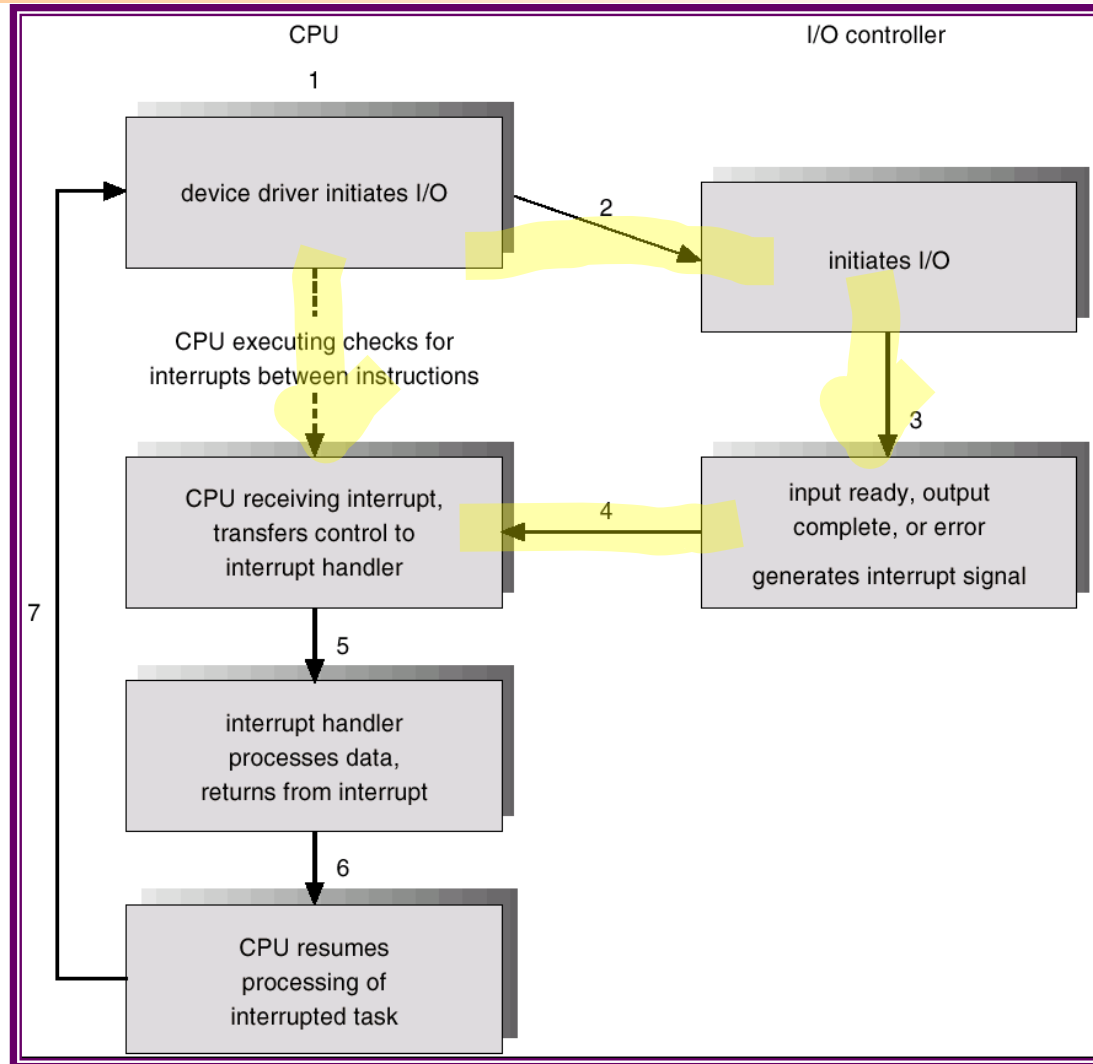 CPU
I/O controller
1
device driver initiates I/O
2
initiates I/O
CPU executing checks for
interrupts between instructions
3
CPU receiving interrupt,
transfers control to
interrupt handler
4
input ready, output
complete, or error
generates interrupt signal
7
5
interrupt handler
processes data,
returns from interrupt
6
CPU resumes
processing of
interrupted task